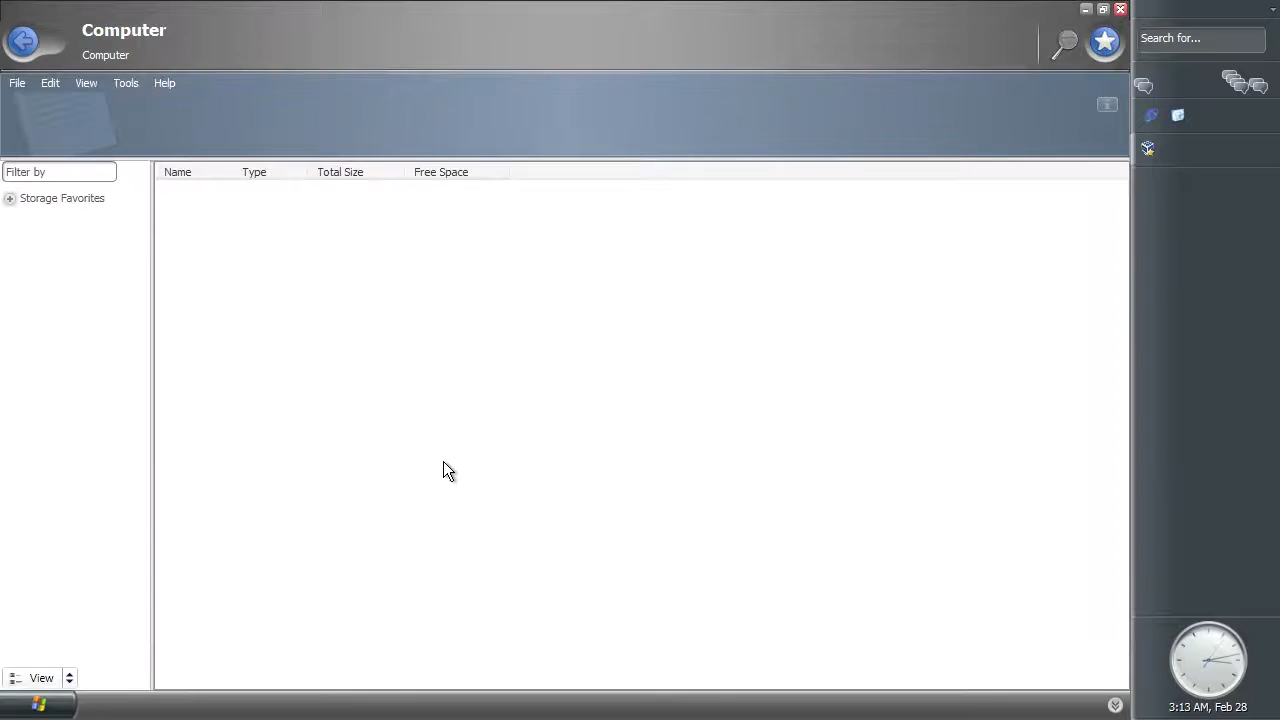 Computer
Computer
Search for...
File Edit View Tools Help
Filter by
Name Type Total Size Free Space
Storage Favorites
View
3:13 AM, Feb 28